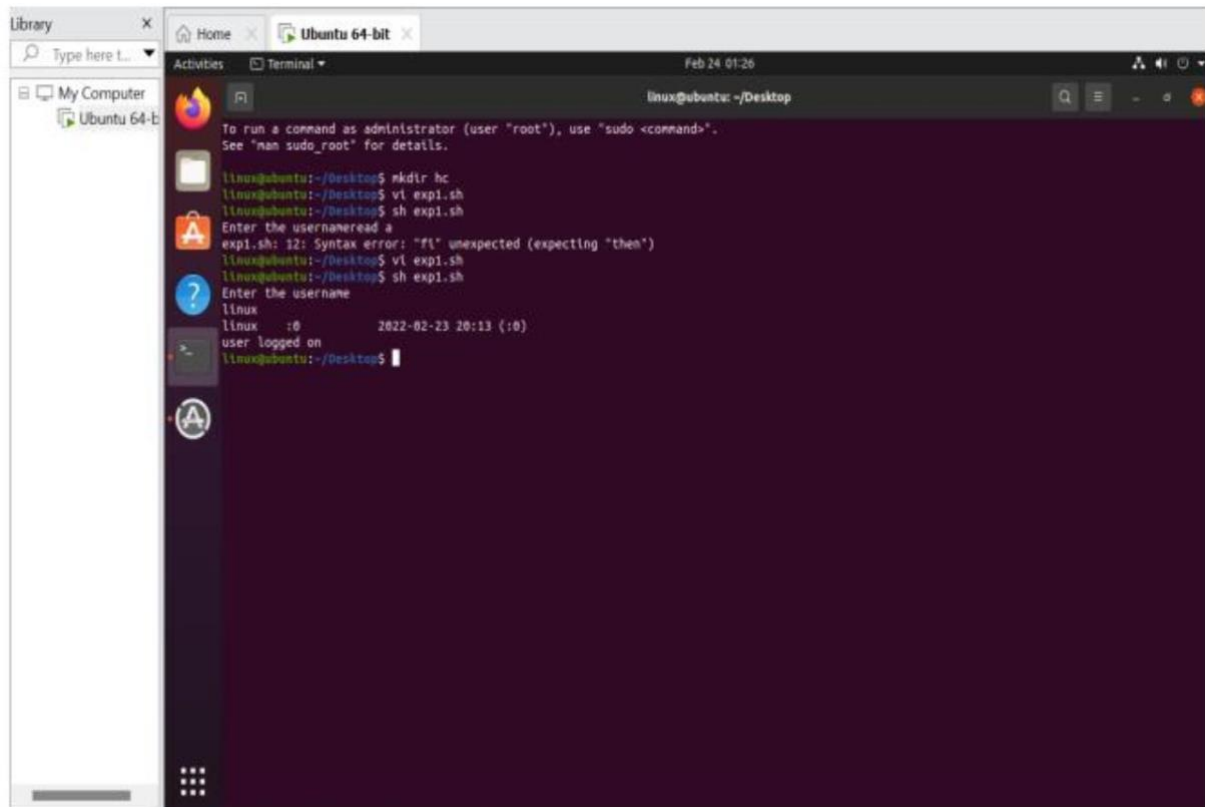 Library ×
Type here t...
My Computer
Ubuntu 64-b
Home × Ubuntu 64-bit ×
Activities Terminal Feb 24 01:26
linux@ubuntu: ~/Desktop
To run a command as administrator (user "root"), use "sudo <command>".
See "man sudo_root" for details.
linux@ubuntu:~/Desktop$ mkdir hc
linux@ubuntu:~/Desktop$ vi exp1.sh
linux@ubuntu:~/Desktop$ sh exp1.sh
Enter the usernameread a
exp1.sh: 12: Syntax error: "fi" unexpected (expecting "then")
linux@ubuntu:~/Desktop$ vi exp1.sh
linux@ubuntu:~/Desktop$ sh exp1.sh
Enter the username
linux
linux    :0           2022-02-23 20:13 (:0)
user logged on
linux@ubuntu:~/Desktop$